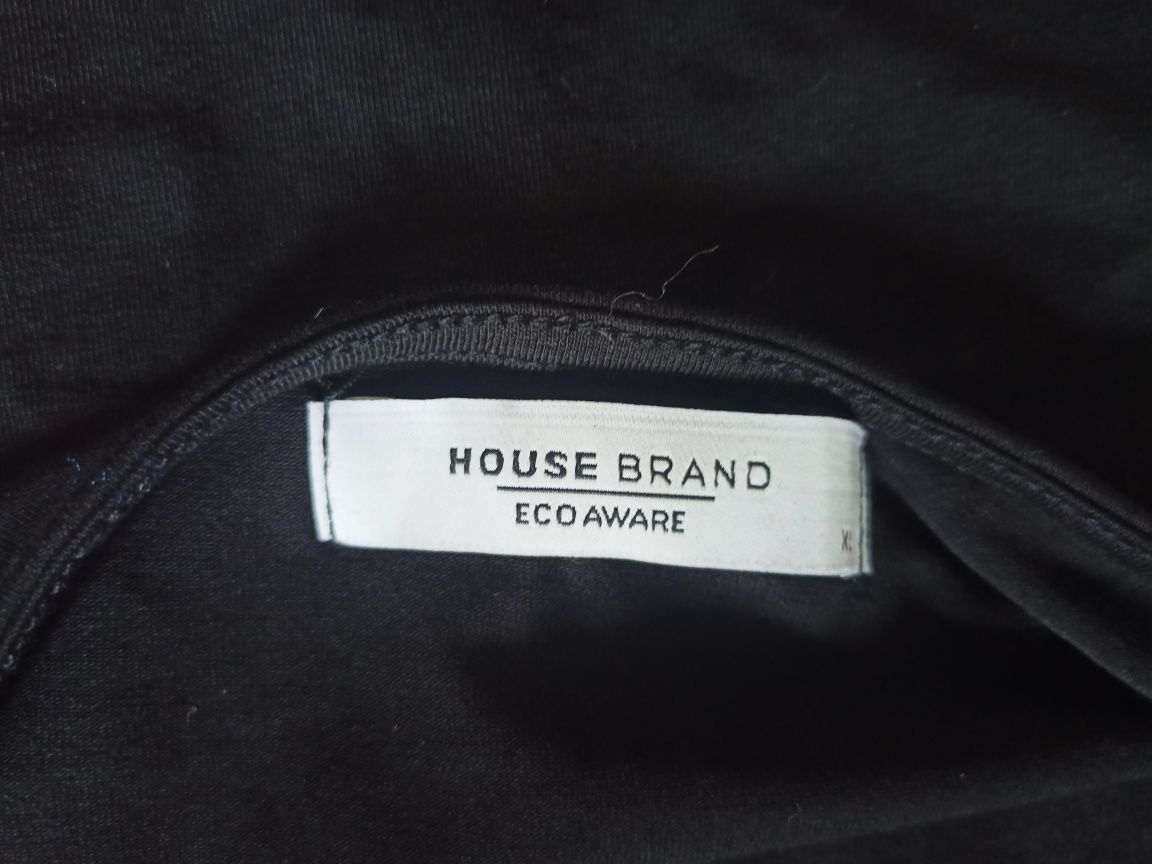 HOUSE BRAND
ECO AWARE
XL